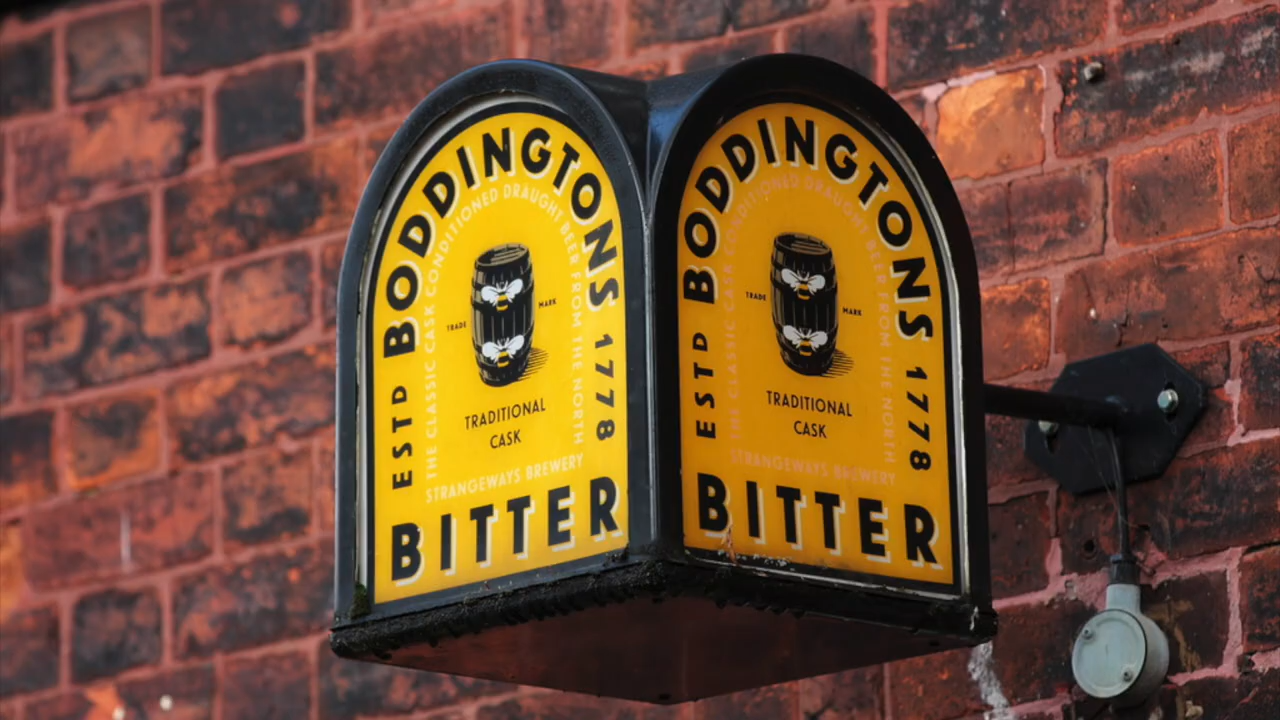 ESTD BODDINGTONS 1778
THE CLASSIC CASK CONDITIONED DRAUGHT BEER FROM THE NORTH
TRADE MARK
TRADITIONAL
CASK
STRANGEWAYS BREWERY
BITTER
ESTD BODDINGTONS 1778
THE CLASSIC CASK CONDITIONED DRAUGHT BEER FROM THE NORTH
TRADE MARK
TRADITIONAL
CASK
STRANGEWAYS BREWERY
BITTER